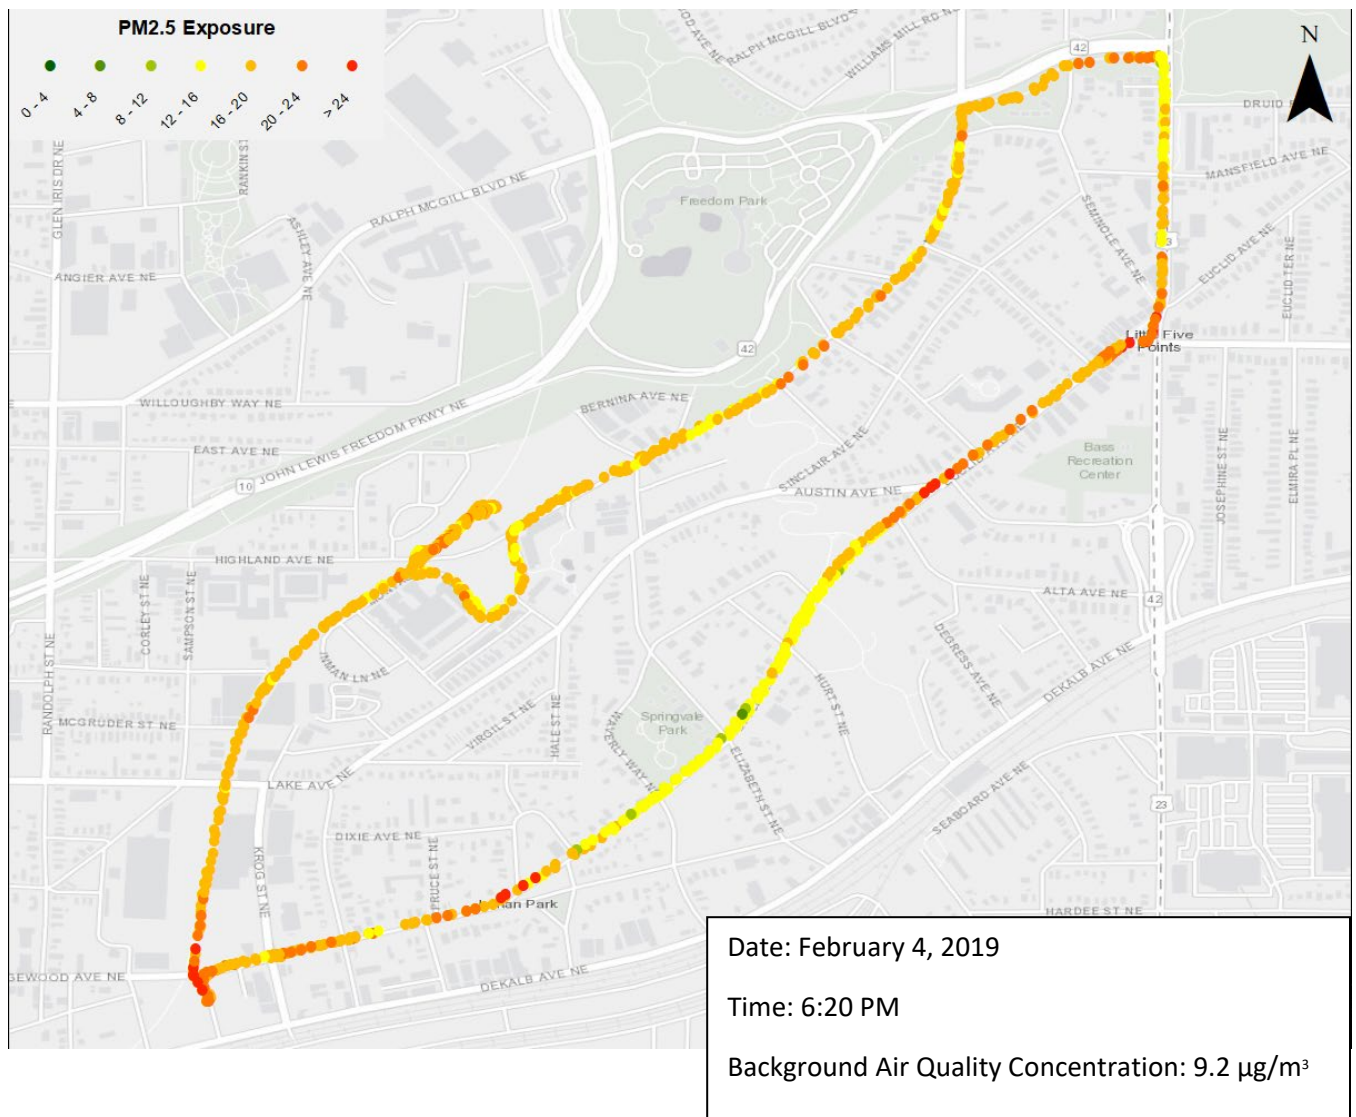 PM2.5 Exposure
0 - 4
4 - 8
8 - 12
12 - 16
16 - 20
20 - 24
> 24
N
RALPH MCGILL BLVD
WILLIAMS MILL RD NE
42
DRUID
MANSFIELD AVE NE
GLEN IRIS DR NE
RANKIN ST
ASHLEY AVE NE
RALPH MCGILL BLVD NE
Freedom Park
SEMINOLE AVE NE
EUCLID AVE NE
EUCLID TER NE
ANGIER AVE NE
Little Five
Points
42
WILLOUGHBY WAY NE
BERNINA AVE NE
JOHN LEWIS FREEDOM PKWY NE
EAST AVE NE
10
SINCLAIR AVE NE
AUSTIN AVE NE
Bass
Recreation
Center
JOSEPHINE ST NE
ELMIRA PL NE
HIGHLAND AVE NE
CORLEY ST NE
SAMPSON ST NE
RANDOLPH ST NE
INMAN LN NE
ALTA AVE NE
42
DEGRESS AVE NE
DEKALB AVE NE
HURT ST NE
MCGRUDER ST NE
VIRGIL ST NE
HALE ST NE
WAVERLY WAY NE
Springvale
Park
ELIZABETH ST NE
LAKE AVE NE
SEABOARD AVE NE
23
DIXIE AVE NE
KROG ST NE
SPRUCE ST NE
Inman Park
HARDEE ST NE
GEWOOD AVE NE
DEKALB AVE NE
Date: February 4, 2019
Time: 6:20 PM
Background Air Quality Concentration: 9.2 µg/m³